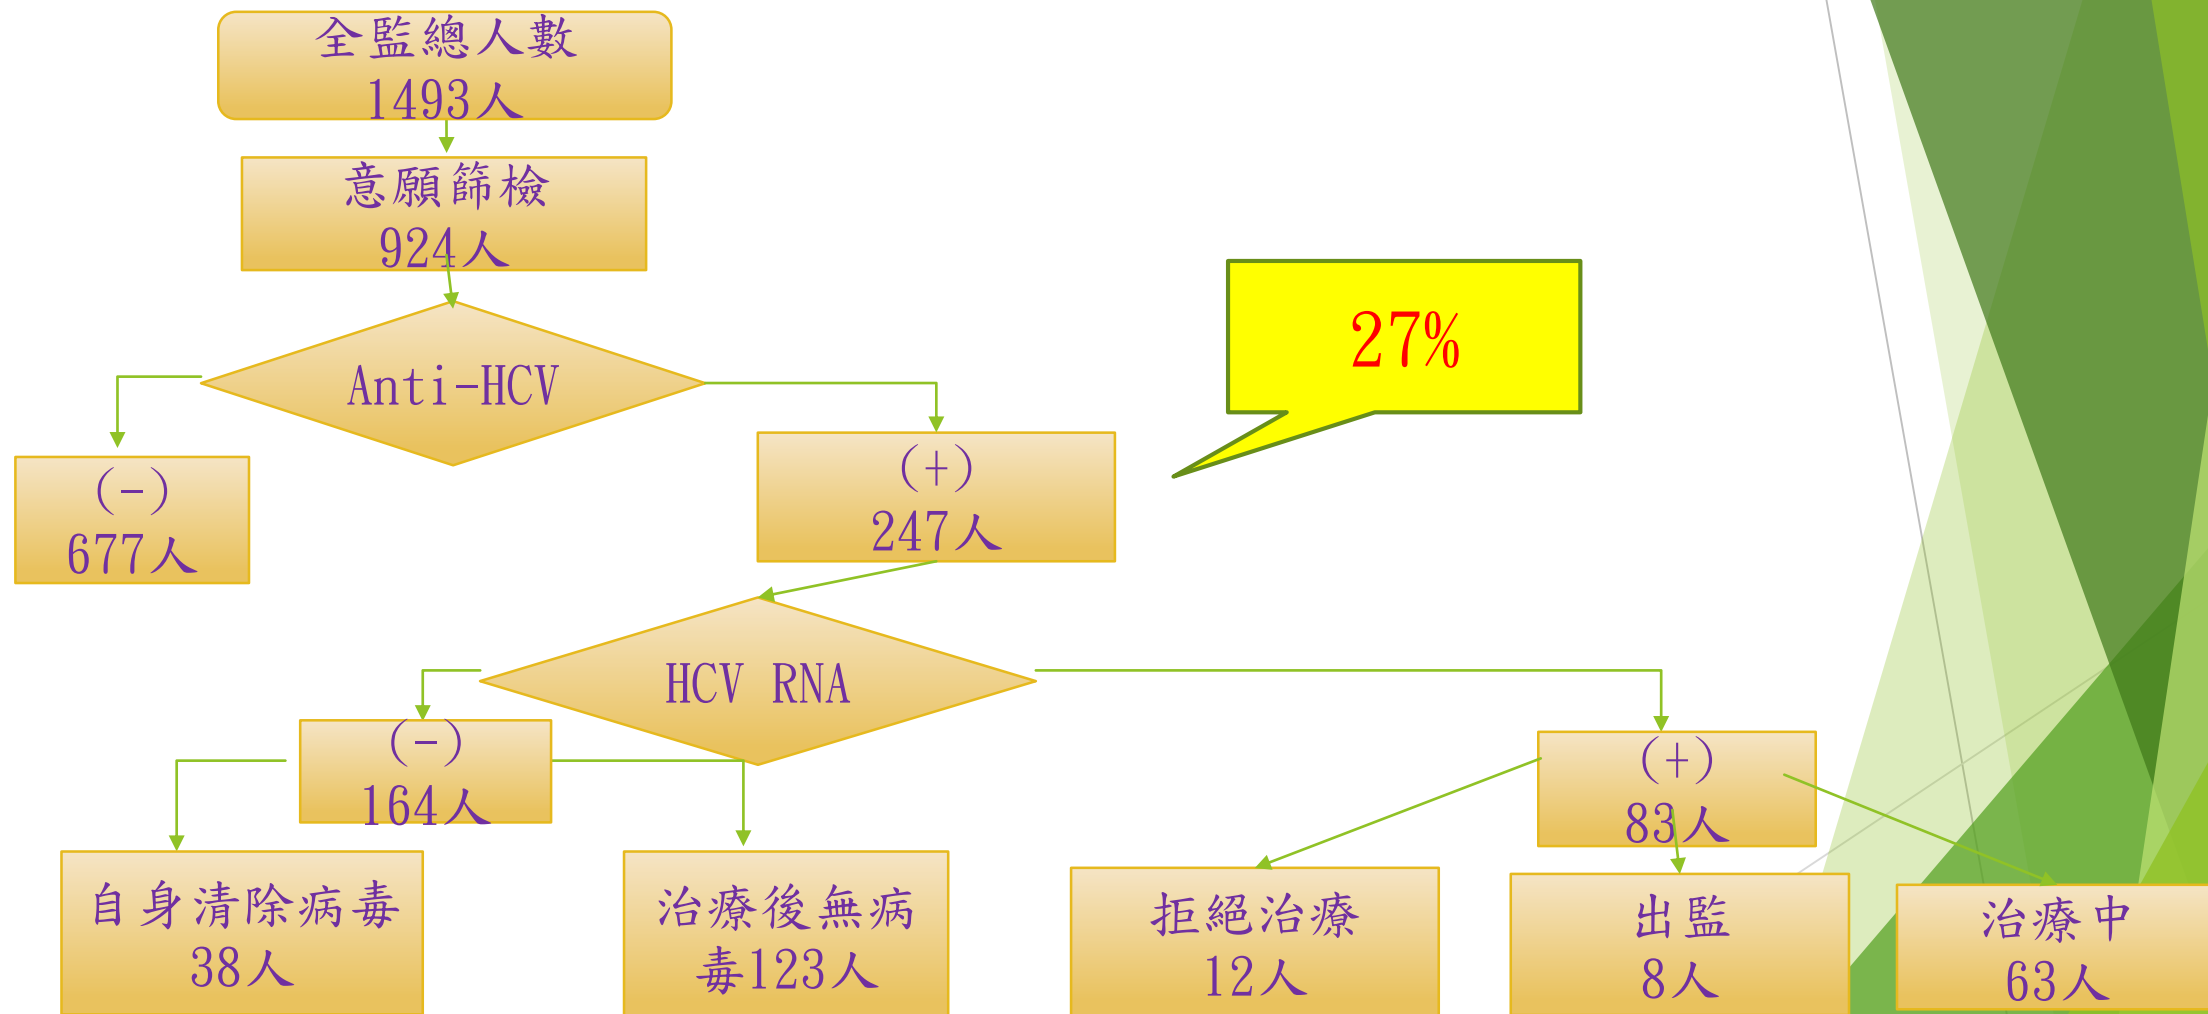 全監總人數
1493人
意願篩檢
924人
27%
Anti-HCV
(-)
677人
(+)
247人
HCV RNA
(-)
164人
(+)
83人
自身清除病毒
38人
治療後無病
毒123人
拒絕治療
12人
出監
8人
治療中
63人